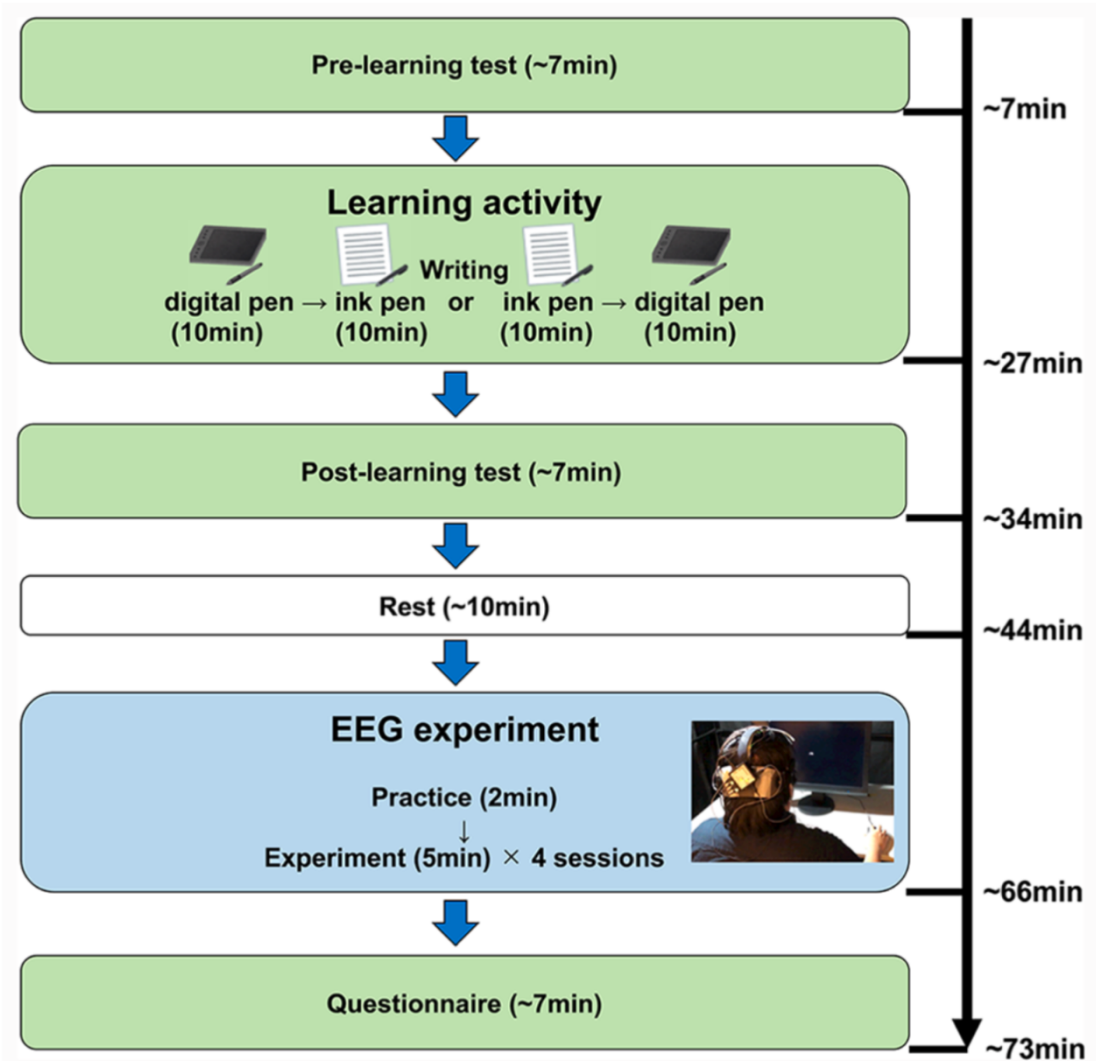 Pre-learning test (~7min)
~7min
Learning activity
Writing
digital pen → ink pen or ink pen → digital pen
(10min) (10min) (10min) (10min)
~27min
Post-learning test (~7min)
~34min
Rest (~10min)
~44min
EEG experiment
Practice (2min)
↓
Experiment (5min) × 4 sessions
~66min
Questionnaire (~7min)
~73min